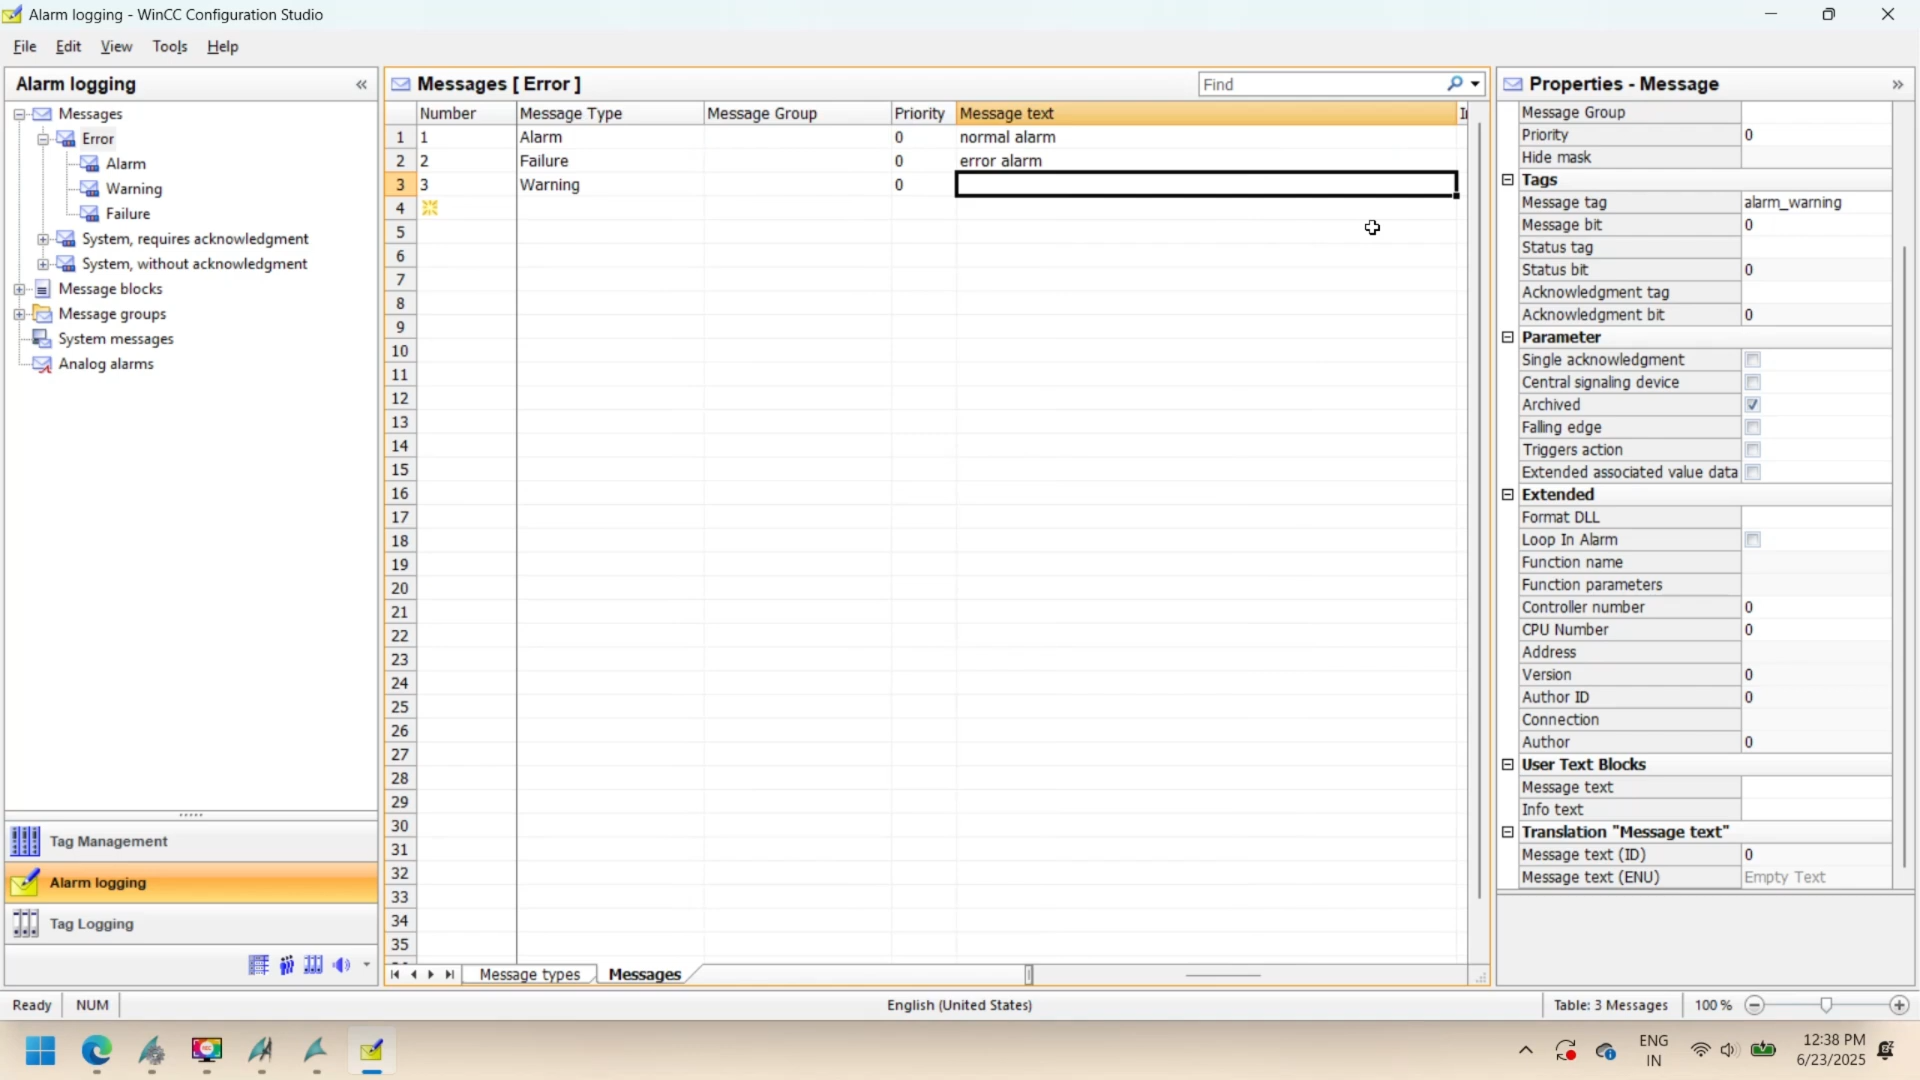 Alarm logging - WinCC Configuration Studio
File Edit View Tools Help
Alarm logging «
Messages
Error
Alarm
Warning
Failure
System, requires acknowledgment
System, without acknowledgment
Message blocks
Message groups
System messages
Analog alarms
Tag Management
Alarm logging
Tag Logging
Messages [ Error ]
Find
Number Message Type Message Group Priority Message text
1 1 Alarm 0 normal alarm
2 2 Failure 0 error alarm
3 3 Warning 0
4
5
6
7
8
9
10
11
12
13
14
15
16
17
18
19
20
21
22
23
24
25
26
27
28
29
30
31
32
33
34
35
Message types Messages
Properties - Message »
Message Group
Priority 0
Hide mask
Tags
Message tag alarm_warning
Message bit 0
Status tag
Status bit 0
Acknowledgment tag
Acknowledgment bit 0
Parameter
Single acknowledgment
Central signaling device
Archived
Falling edge
Triggers action
Extended associated value data
Extended
Format DLL
Loop In Alarm
Function name
Function parameters
Controller number 0
CPU Number 0
Address
Version 0
Author ID 0
Connection
Author 0
User Text Blocks
Message text
Info text
Translation "Message text"
Message text (ID) 0
Message text (ENU) Empty Text
Ready NUM English (United States) Table: 3 Messages 100 %
ENG
IN
12:38 PM
6/23/2025